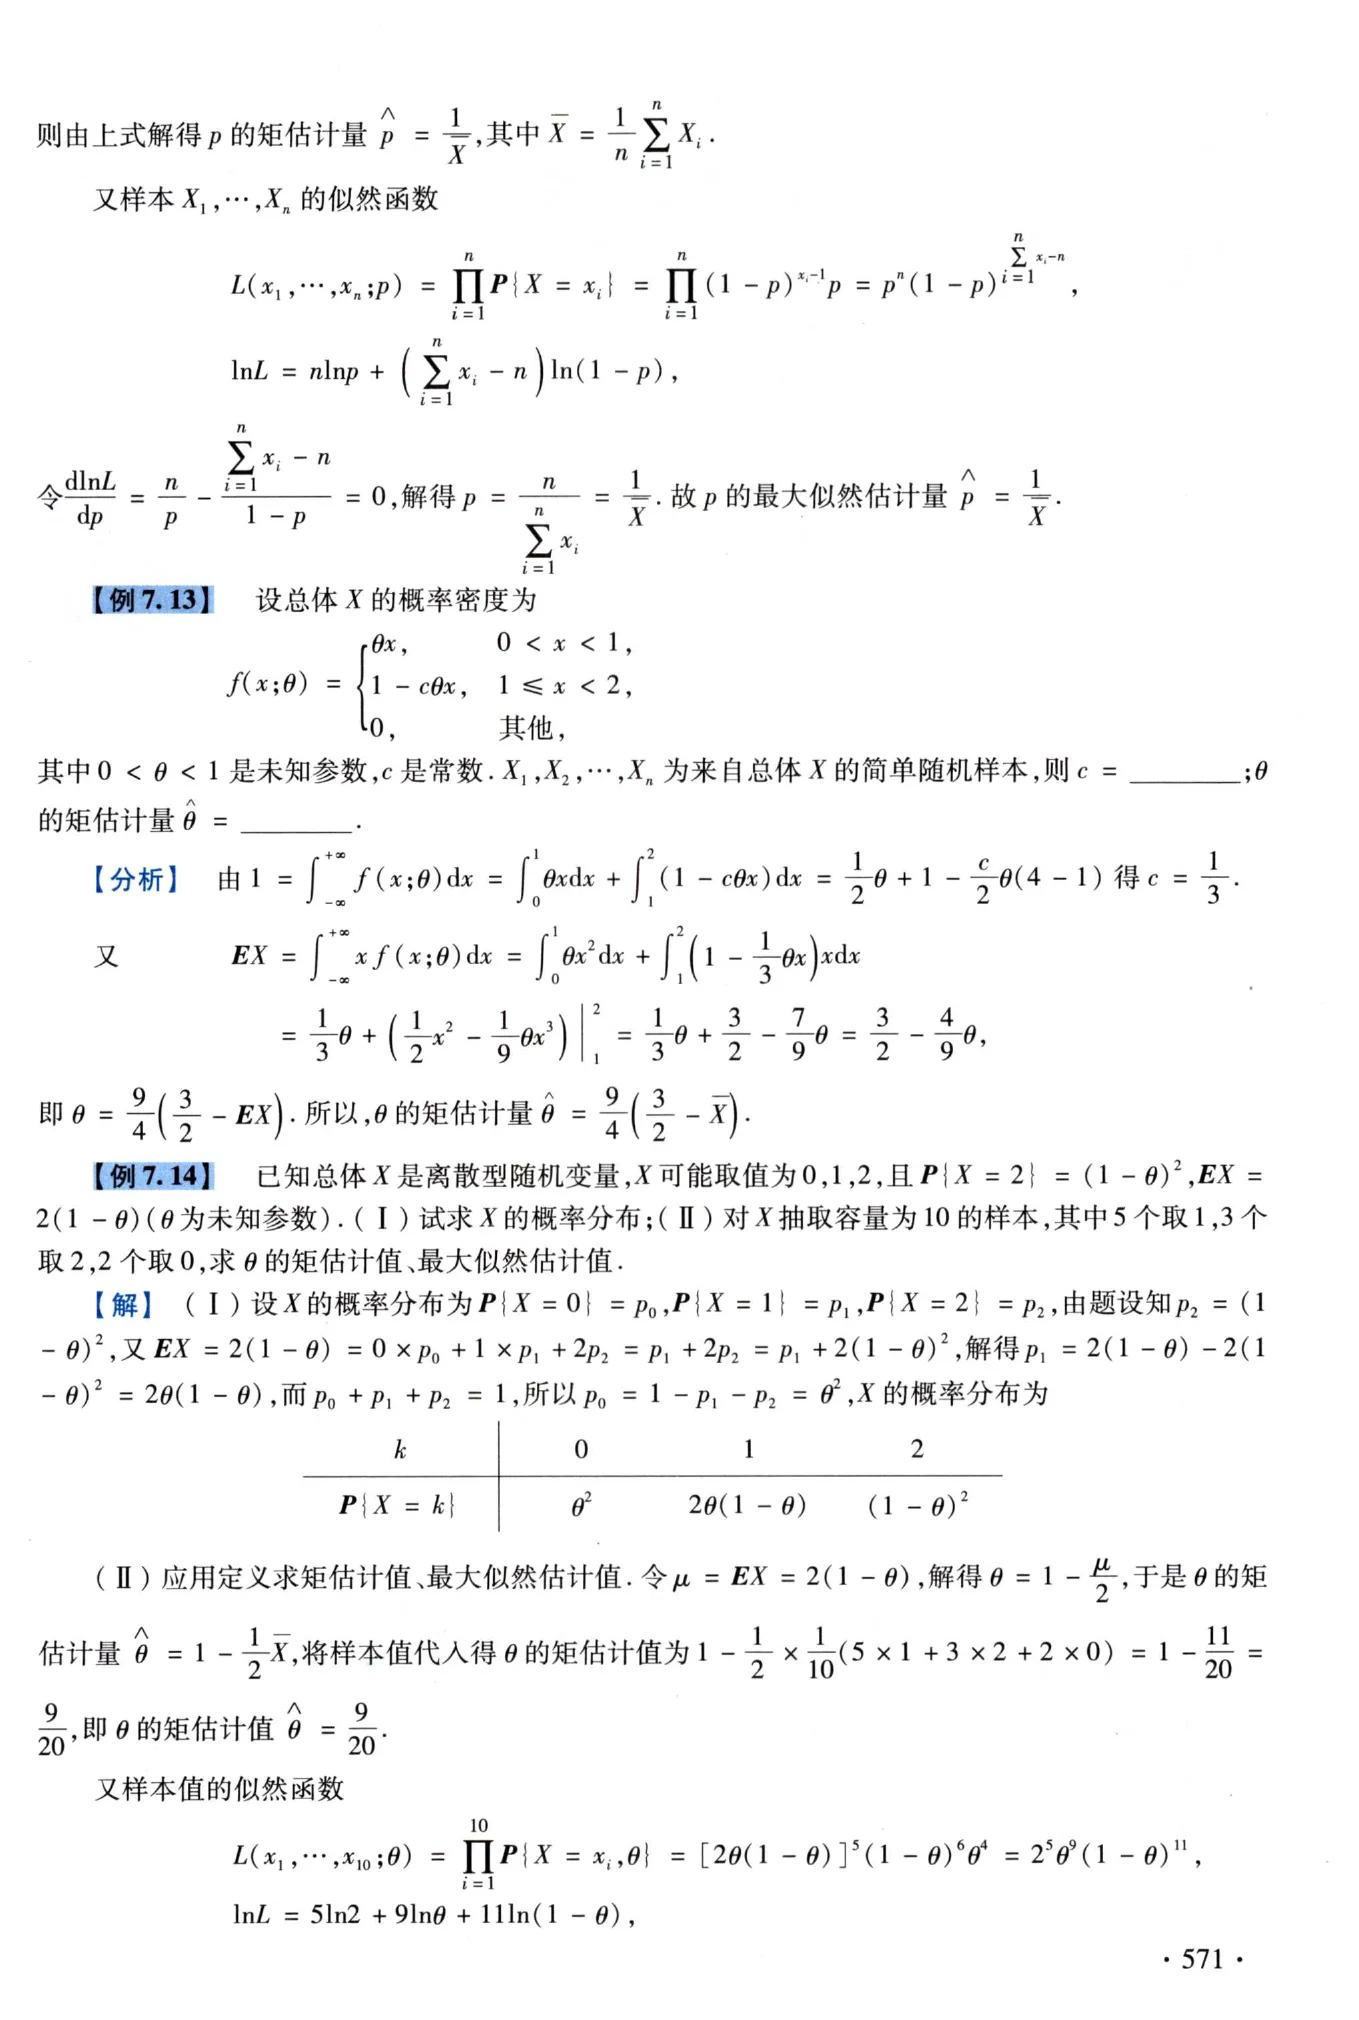 则由上式解得 p 的矩估计量 $\hat{p} = \frac{1}{\overline{X}}$,其中 $\overline{X} = \frac{1}{n}\sum_{i=1}^{n} X_i$.
又样本 $X_1,\cdots,X_n$ 的似然函数
$L(x_1,\cdots,x_n;p) = \prod_{i=1}^{n} P\{X = x_i\} = \prod_{i=1}^{n} (1-p)^{x_i-1}p = p^n(1-p)^{\sum_{i=1}^{n} x_i-n}$,
$\ln L = n\ln p + \left(\sum_{i=1}^{n} x_i - n\right)\ln(1-p)$,
令 $\frac{d\ln L}{dp} = \frac{n}{p} - \frac{\sum_{i=1}^{n} x_i - n}{1-p} = 0$,解得 $p = \frac{n}{\sum_{i=1}^{n} x_i} = \frac{1}{\overline{X}}$. 故 p 的最大似然估计量 $\hat{p} = \frac{1}{\overline{X}}$.
【例7.13】 设总体 X 的概率密度为
$f(x;\theta) = \begin{cases} \theta x, & 0 < x < 1, \\ 1 - c\theta x, & 1 \leqslant x < 2, \\ 0, & 其他, \end{cases}$
其中 $0 < \theta < 1$ 是未知参数,c 是常数. $X_1,X_2,\cdots,X_n$ 为来自总体 X 的简单随机样本,则 c = ________;θ
的矩估计量 $\hat{\theta}$ = ________.
【分析】 由 $1 = \int_{-\infty}^{+\infty} f(x;\theta)dx = \int_0^1 \theta x dx + \int_1^2 (1 - c\theta x)dx = \frac{1}{2}\theta + 1 - \frac{c}{2}\theta(4-1)$ 得 $c = \frac{1}{3}$.
又 $EX = \int_{-\infty}^{+\infty} xf(x;\theta)dx = \int_0^1 \theta x^2 dx + \int_1^2 \left(1 - \frac{1}{3}\theta x\right)xdx$
$= \frac{1}{3}\theta + \left(\frac{1}{2}x^2 - \frac{1}{9}\theta x^3\right)\Big|_1^2 = \frac{1}{3}\theta + \frac{3}{2} - \frac{7}{9}\theta = \frac{3}{2} - \frac{4}{9}\theta$,
即 $\theta = \frac{9}{4}\left(\frac{3}{2} - EX\right)$. 所以,θ 的矩估计量 $\hat{\theta} = \frac{9}{4}\left(\frac{3}{2} - \overline{X}\right)$.
【例7.14】 已知总体 X 是离散型随机变量,X 可能取值为 0,1,2,且 $P\{X = 2\} = (1-\theta)^2$,$EX =$
$2(1-\theta)$(θ 为未知参数). (Ⅰ)试求 X 的概率分布;(Ⅱ)对 X 抽取容量为 10 的样本,其中 5 个取 1,3 个
取 2,2 个取 0,求 θ 的矩估计值、最大似然估计值.
【解】 (Ⅰ)设 X 的概率分布为 $P\{X = 0\} = p_0$,$P\{X = 1\} = p_1$,$P\{X = 2\} = p_2$,由题设知 $p_2 = (1$
$-\theta)^2$,又 $EX = 2(1-\theta) = 0 \times p_0 + 1 \times p_1 + 2p_2 = p_1 + 2p_2 = p_1 + 2(1-\theta)^2$,解得 $p_1 = 2(1-\theta) - 2(1$
$-\theta)^2 = 2\theta(1-\theta)$,而 $p_0 + p_1 + p_2 = 1$,所以 $p_0 = 1 - p_1 - p_2 = \theta^2$,X 的概率分布为
k 0 1 2
$P\{X = k\}$ $\theta^2$ $2\theta(1-\theta)$ $(1-\theta)^2$
(Ⅱ)应用定义求矩估计值、最大似然估计值. 令 $\mu = EX = 2(1-\theta)$,解得 $\theta = 1 - \frac{\mu}{2}$,于是 θ 的矩
估计量 $\hat{\theta} = 1 - \frac{1}{2}\overline{X}$,将样本值代入得 θ 的矩估计值为 $1 - \frac{1}{2} \times \frac{1}{10}(5 \times 1 + 3 \times 2 + 2 \times 0) = 1 - \frac{11}{20} =$
$\frac{9}{20}$,即 θ 的矩估计值 $\hat{\theta} = \frac{9}{20}$.
又样本值的似然函数
$L(x_1,\cdots,x_{10};\theta) = \prod_{i=1}^{10} P\{X = x_i,\theta\} = [2\theta(1-\theta)]^5(1-\theta)^6\theta^4 = 2^5\theta^9(1-\theta)^{11}$,
$\ln L = 5\ln 2 + 9\ln\theta + 11\ln(1-\theta)$,
· 571 ·